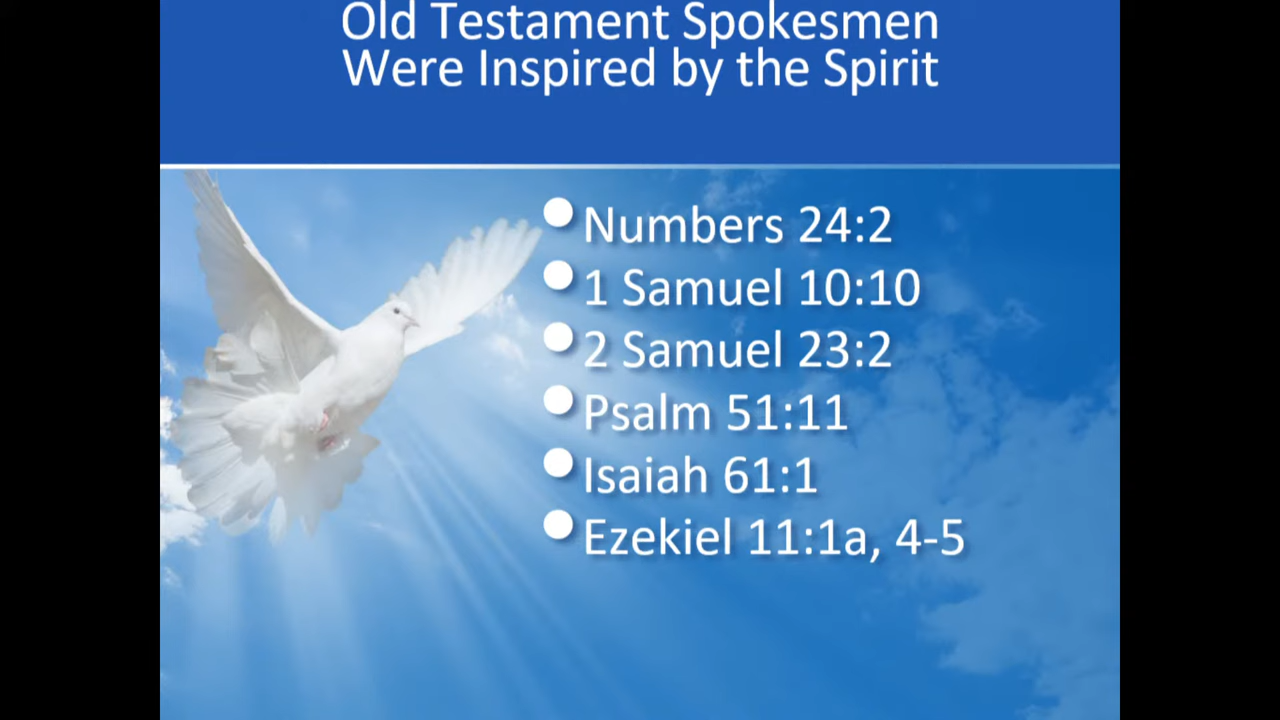 Old Testament Spokesmen
Were Inspired by the Spirit
Numbers 24:2
1 Samuel 10:10
2 Samuel 23:2
Psalm 51:11
Isaiah 61:1
Ezekiel 11:1a, 4-5